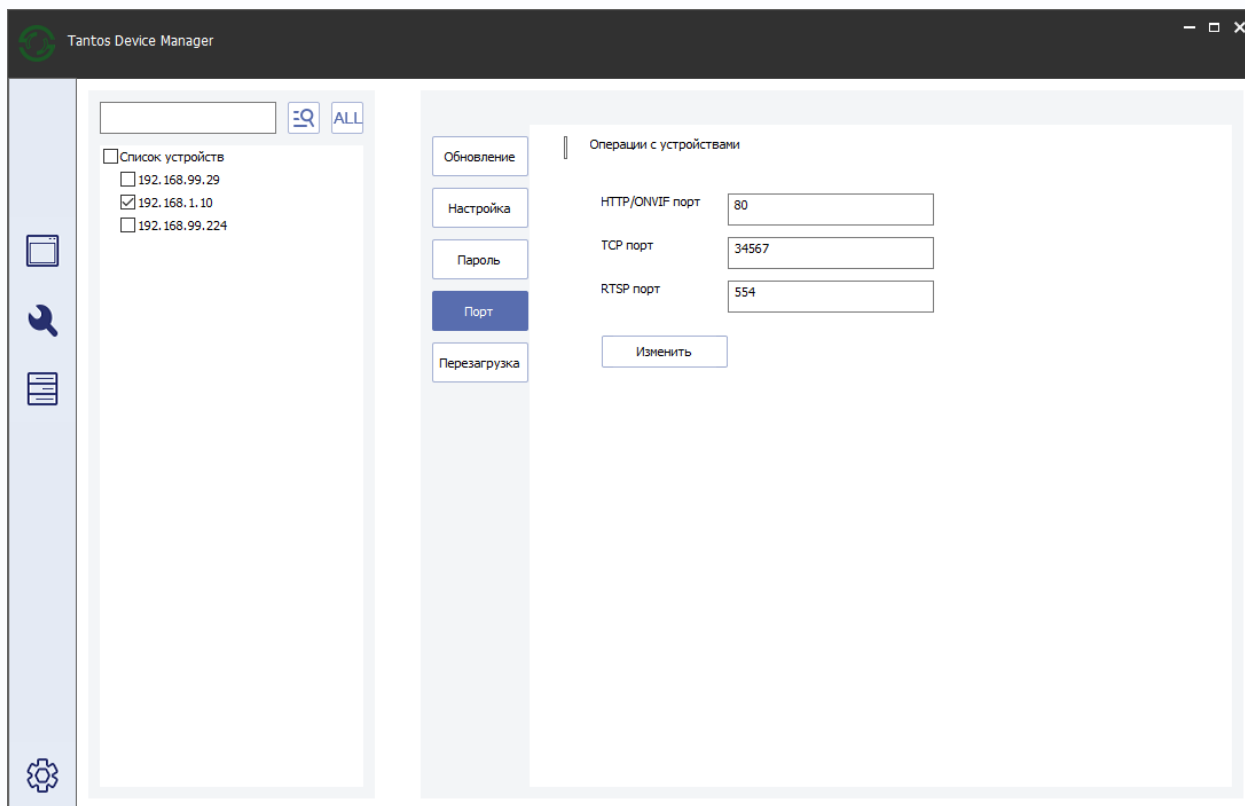 Tantos Device Manager
ALL
Список устройств
192.168.99.29
192.168.1.10
192.168.99.224
Обновление
Настройка
Пароль
Порт
Перезагрузка
Операции с устройствами
HTTP/ONVIF порт 80
TCP порт 34567
RTSP порт 554
Изменить